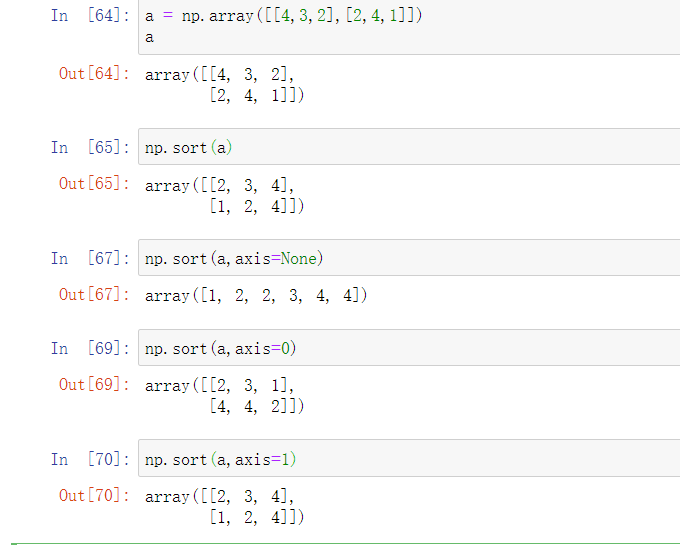 In [64]: a = np.array([[4,3,2],[2,4,1]])
a
Out[64]: array([[4, 3, 2],
[2, 4, 1]])
In [65]: np.sort(a)
Out[65]: array([[2, 3, 4],
[1, 2, 4]])
In [67]: np.sort(a,axis=None)
Out[67]: array([1, 2, 2, 3, 4, 4])
In [69]: np.sort(a,axis=0)
Out[69]: array([[2, 3, 1],
[4, 4, 2]])
In [70]: np.sort(a,axis=1)
Out[70]: array([[2, 3, 4],
[1, 2, 4]])